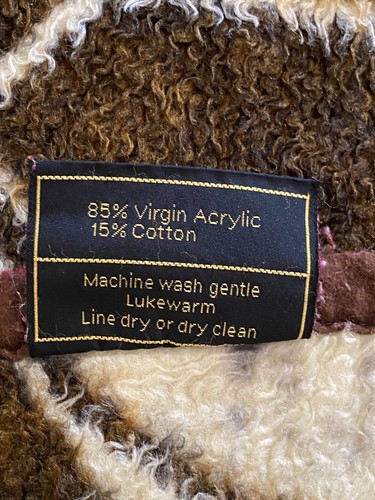 85% Virgin Acrylic
15% Cotton
Machine wash gentle
Lukewarm
Line dry or dry clean